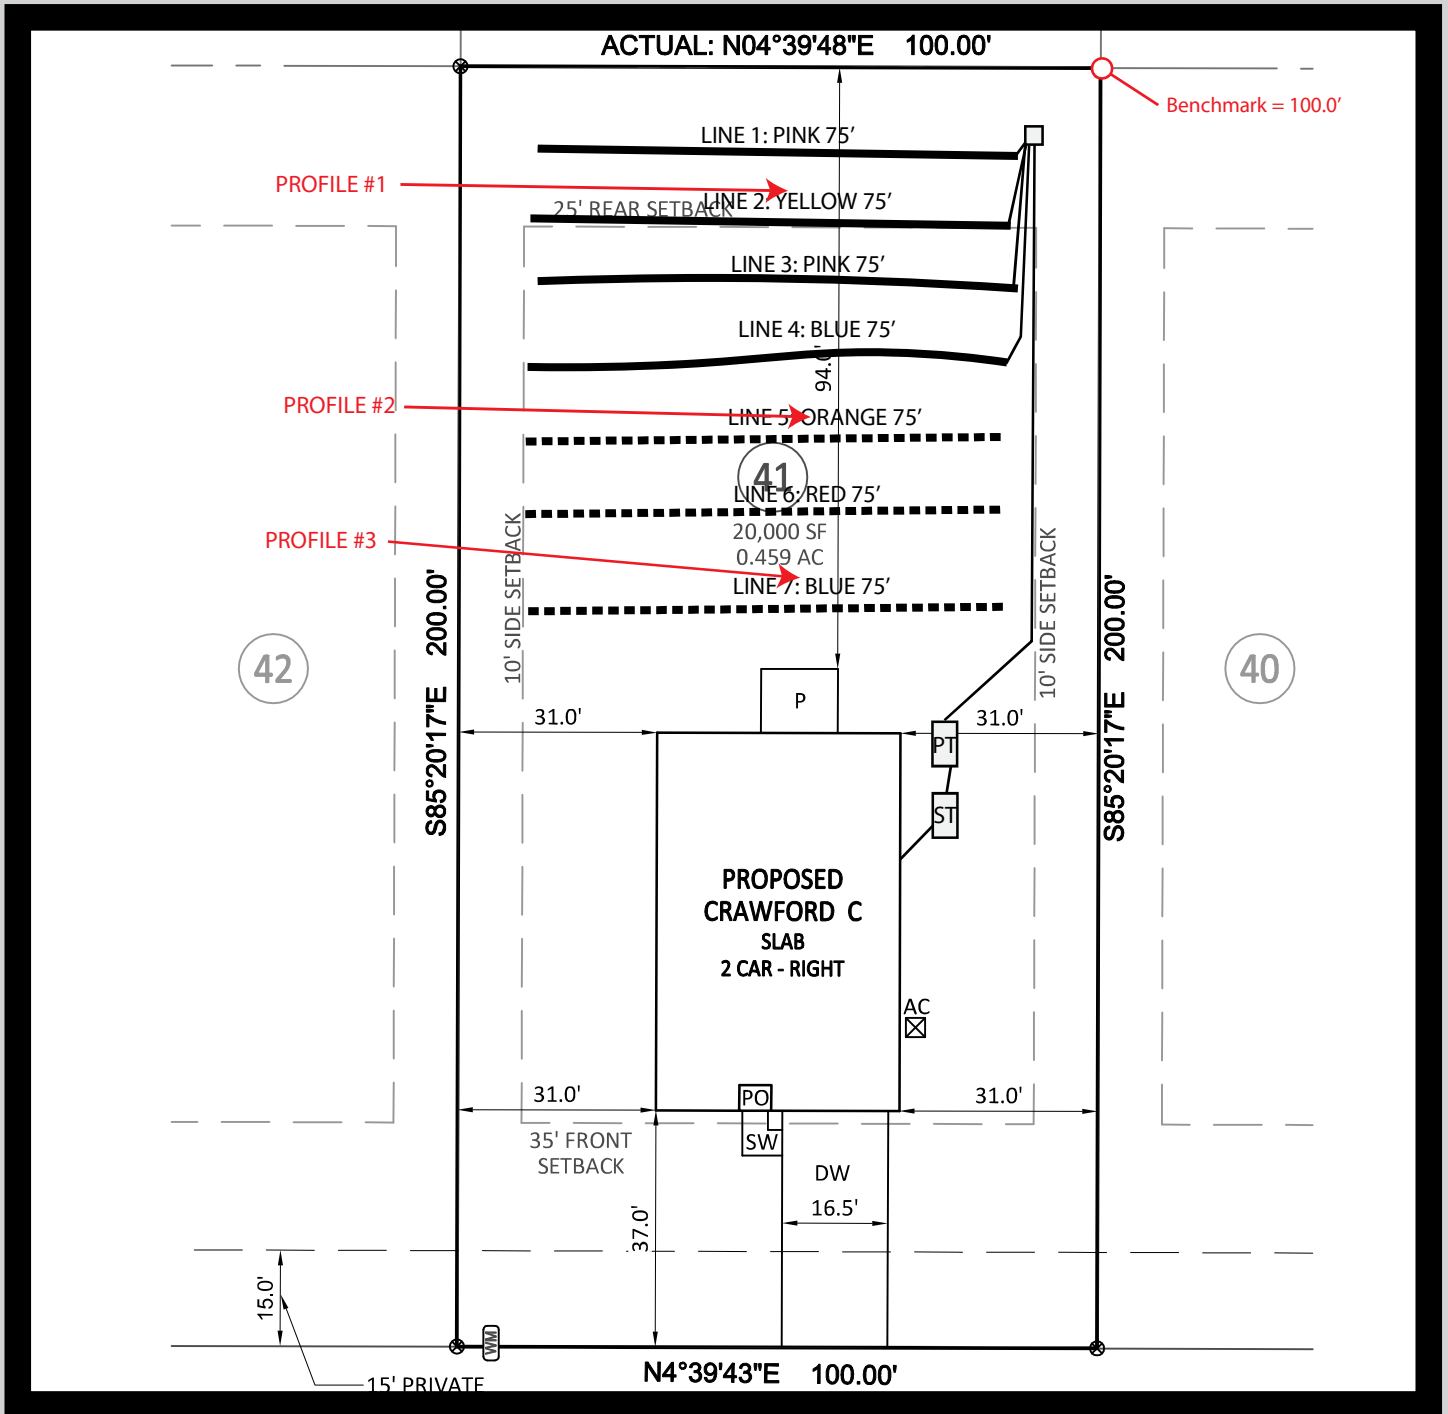 ACTUAL: N04°39'48"E 100.00'
Benchmark = 100.0'
LINE 1: PINK 75'
PROFILE #1
LINE 2: YELLOW 75'
25' REAR SETBACK
LINE 3: PINK 75'
LINE 4: BLUE 75'
94.0'
PROFILE #2
LINE 5: ORANGE 75'
41
LINE 6: RED 75'
20,000 SF
0.459 AC
PROFILE #3
LINE 7: BLUE 75'
10' SIDE SETBACK
10' SIDE SETBACK
S85°20'17"E 200.00'
S85°20'17"E 200.00'
42
40
P
31.0'
31.0'
PT
ST
PROPOSED
CRAWFORD C
SLAB
2 CAR - RIGHT
AC
31.0'
PO
31.0'
35' FRONT
SETBACK
SW
DW
16.5'
37.0'
15.0'
WM
N4°39'43"E 100.00'
15' PRIVATE